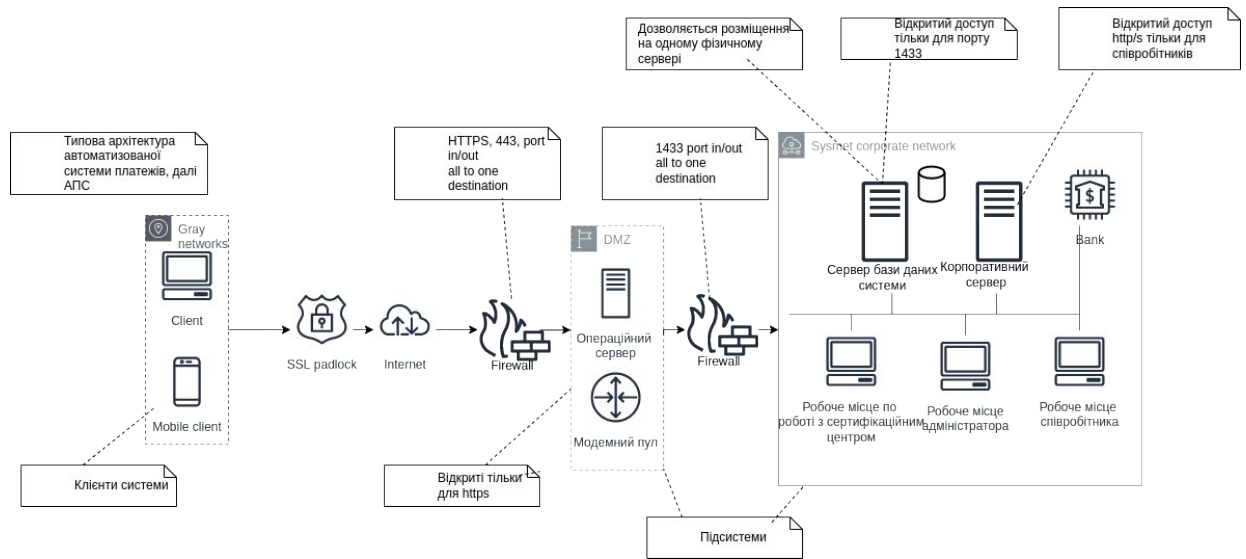 Дозволяється розміщення
на одному фізичному
сервері
Відкритий доступ
тільки для порту
1433
Відкритий доступ
http/s тільки для
співробітників
Типова архітектура
автоматизованої
системи платежів, далі
АПС
HTTPS, 443, port
in/out
all to one
destination
1433 port in/out
all to one
destination
Sysmet corporate network
Gray
networks
DMZ
$
Bank
Сервер бази даних
системи
Корпоративний
сервер
Client
SSL padlock
Internet
Firewall
Операційний
сервер
Firewall
Mobile client
Модемний пул
Робоче місце по
роботі з сертифікаційним
центром
Робоче місце
адміністратора
Робоче місце
співробітника
Клієнти системи
Відкриті тільки
для https
Підсистеми